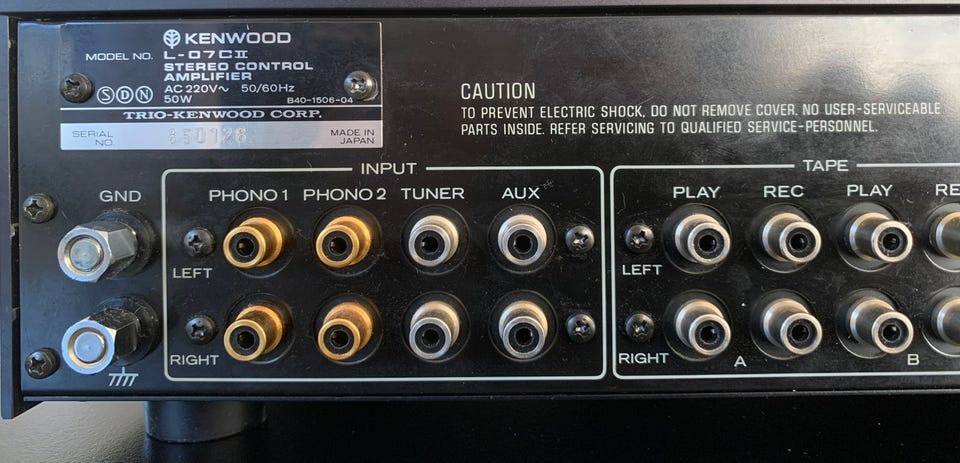 KENWOOD
MODEL NO. L-07CII
STEREO CONTROL
AMPLIFIER
AC 220V~ 50/60Hz
50W B40-1506-04
S D N
TRIO-KENWOOD CORP.
SERIAL NO. 850126
MADE IN JAPAN
CAUTION
TO PREVENT ELECTRIC SHOCK, DO NOT REMOVE COVER. NO USER-SERVICEABLE
PARTS INSIDE. REFER SERVICING TO QUALIFIED SERVICE-PERSONNEL.
GND
INPUT
PHONO 1 PHONO 2 TUNER AUX
LEFT
RIGHT
TAPE
PLAY REC PLAY RE
LEFT
RIGHT
A B